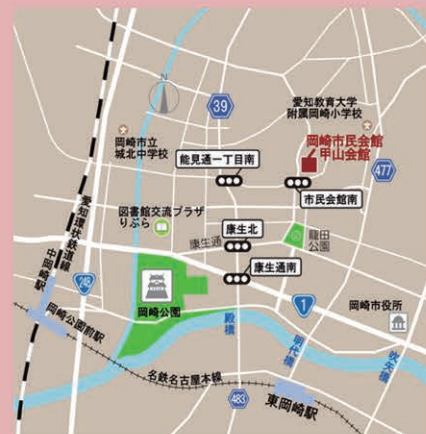 N
39
愛知教育大学
附属岡崎小学校
岡崎市立
城北中学校
岡崎市民会館
甲山会館
能見通一丁目南
477
市民会館南
愛知環状鉄道線
図書館交流プラザ
りぶら
康生北
康生通
籠田
公園
中岡崎駅
248
康生通南
岡崎公園
1
岡崎市役所
岡崎公園前駅
殿橋
明代橋
吹矢橋
名鉄名古屋本線
483
東岡崎駅